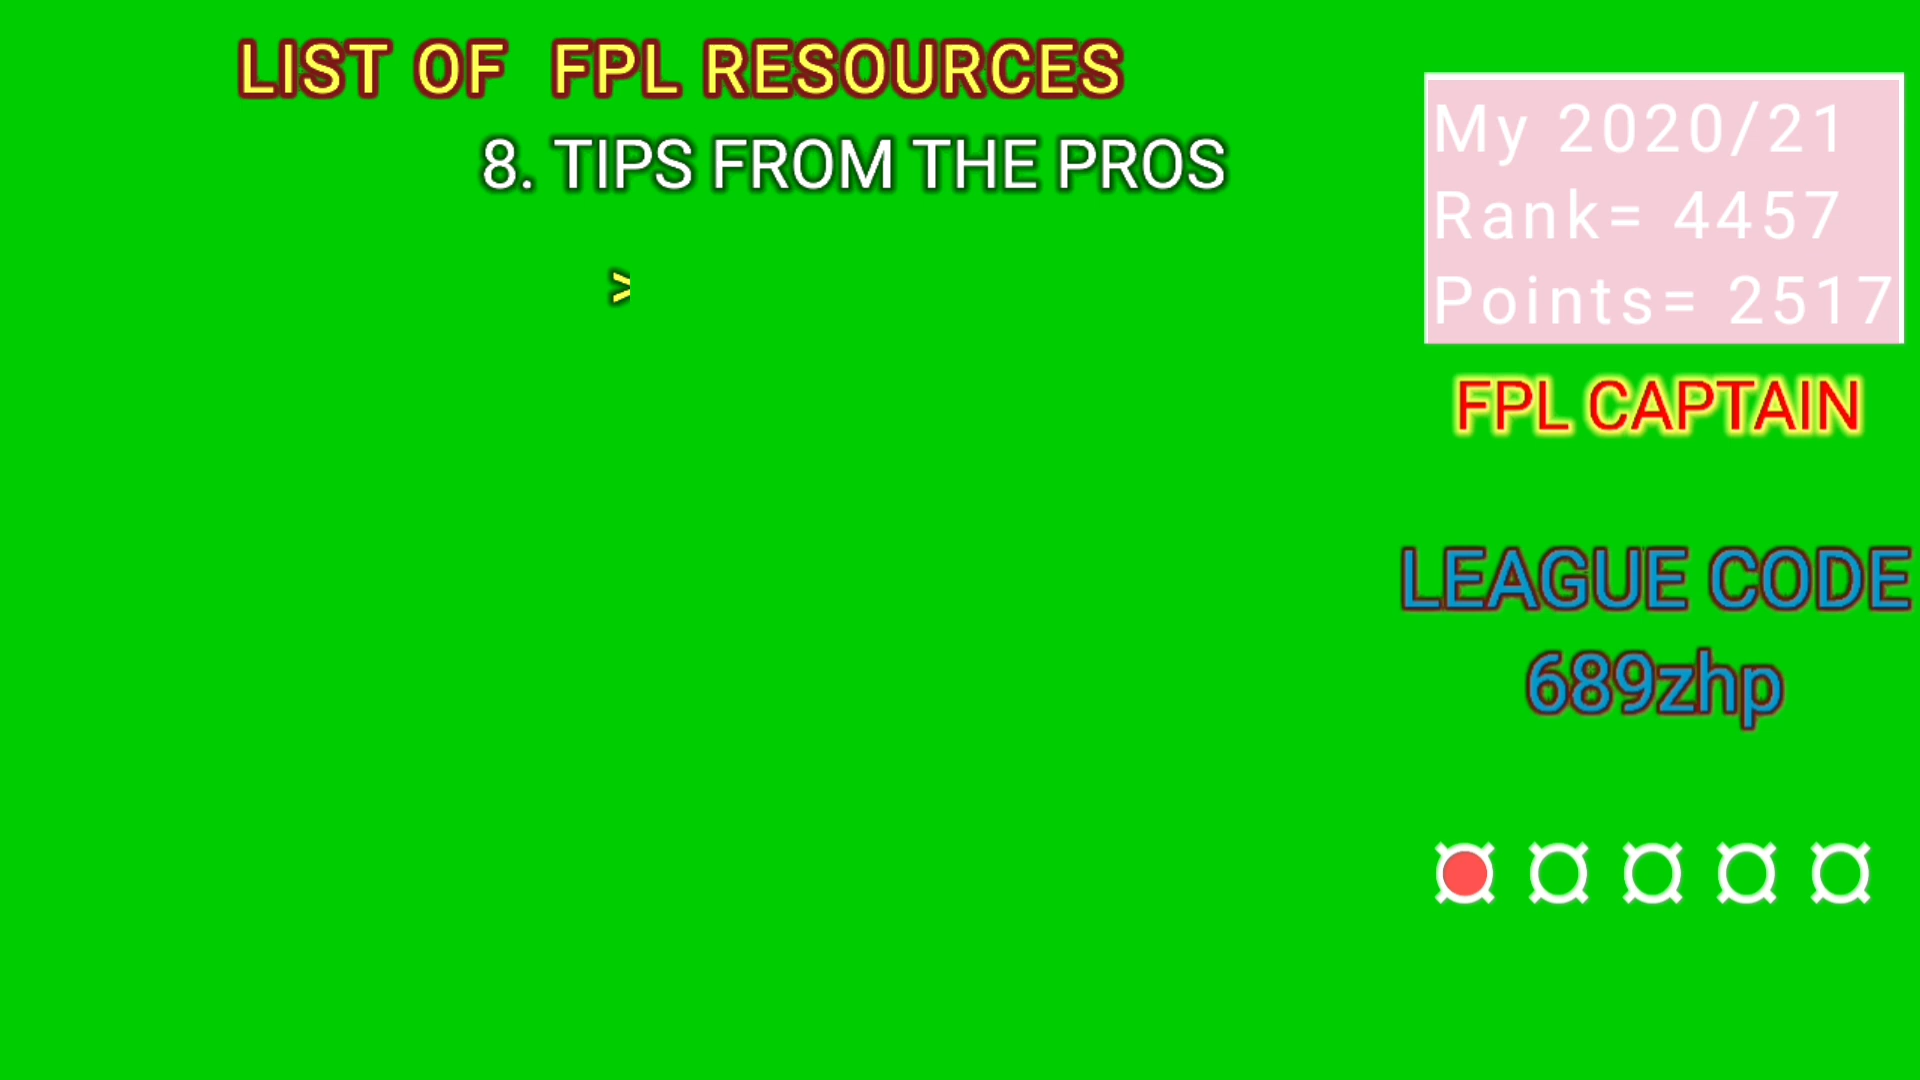 LIST OF FPL RESOURCES
8. TIPS FROM THE PROS
>
My 2020/21
Rank= 4457
Points= 2517
FPL CAPTAIN
LEAGUE CODE
689zhp